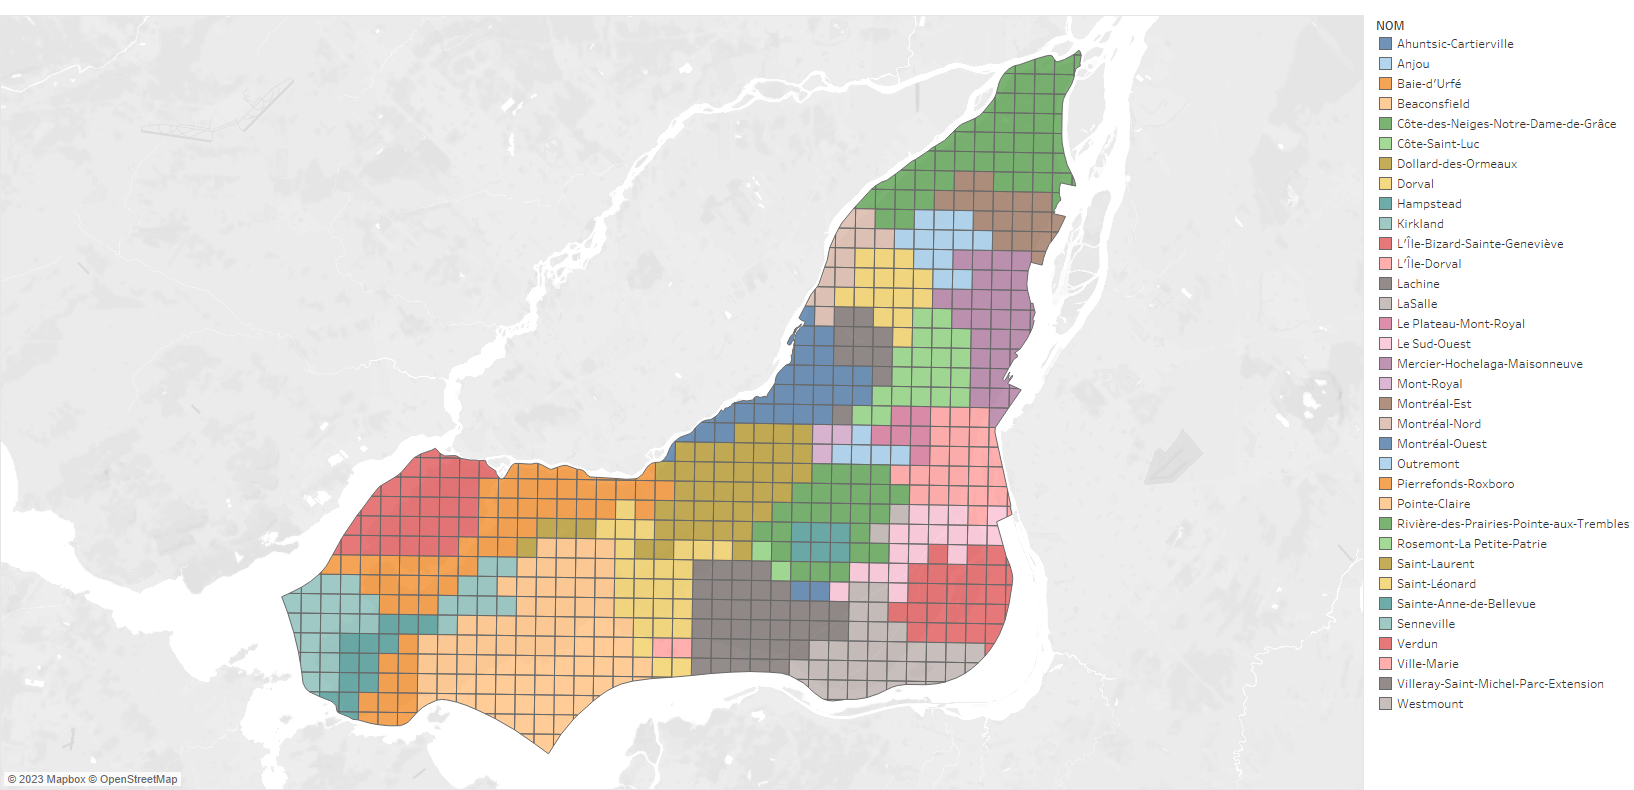 NOM
Ahuntsic-Cartierville
Anjou
Baie-d'Urfé
Beaconsfield
Côte-des-Neiges-Notre-Dame-de-Grâce
Côte-Saint-Luc
Dollard-des-Ormeaux
Dorval
Hampstead
Kirkland
L'Île-Bizard-Sainte-Geneviève
L'Île-Dorval
Lachine
LaSalle
Le Plateau-Mont-Royal
Le Sud-Ouest
Mercier-Hochelaga-Maisonneuve
Mont-Royal
Montréal-Est
Montréal-Nord
Montréal-Ouest
Outremont
Pierrefonds-Roxboro
Pointe-Claire
Rivière-des-Prairies-Pointe-aux-Trembles
Rosemont-La Petite-Patrie
Saint-Laurent
Saint-Léonard
Sainte-Anne-de-Bellevue
Senneville
Verdun
Ville-Marie
Villeray-Saint-Michel-Parc-Extension
Westmount
© 2023 Mapbox © OpenStreetMap